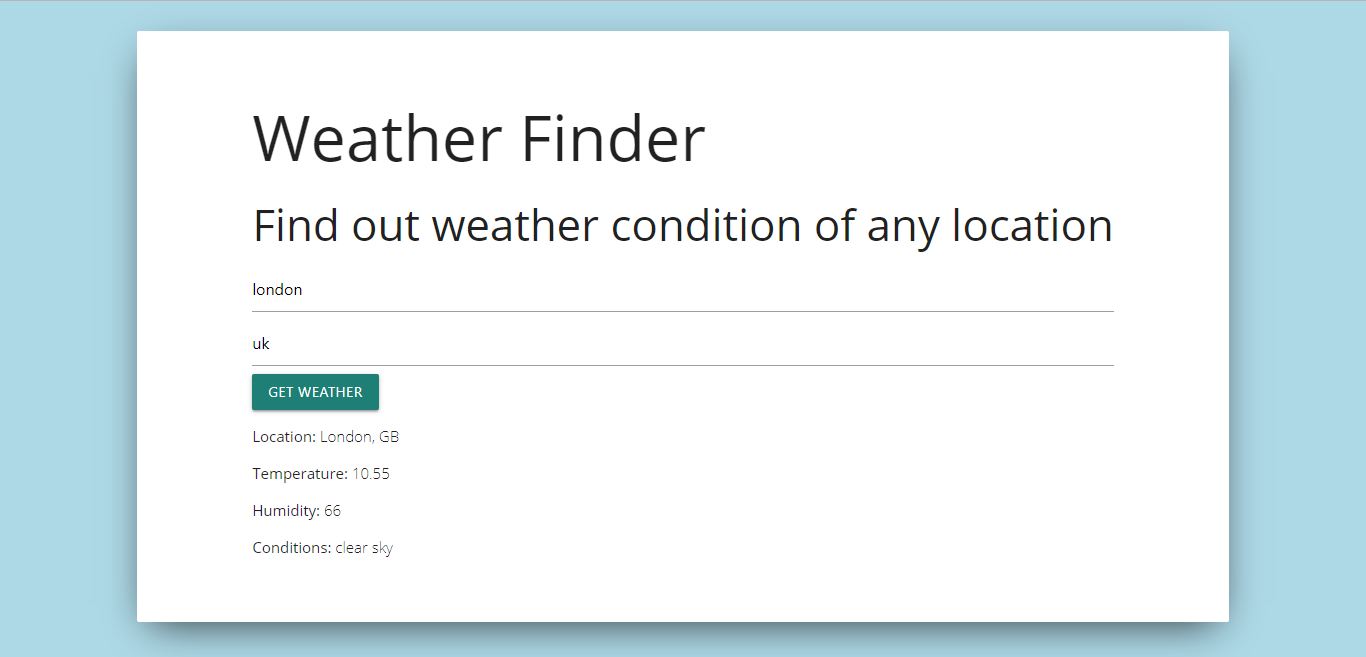 Weather Finder
Find out weather condition of any location
london
uk
GET WEATHER
Location: London, GB
Temperature: 10.55
Humidity: 66
Conditions: clear sky